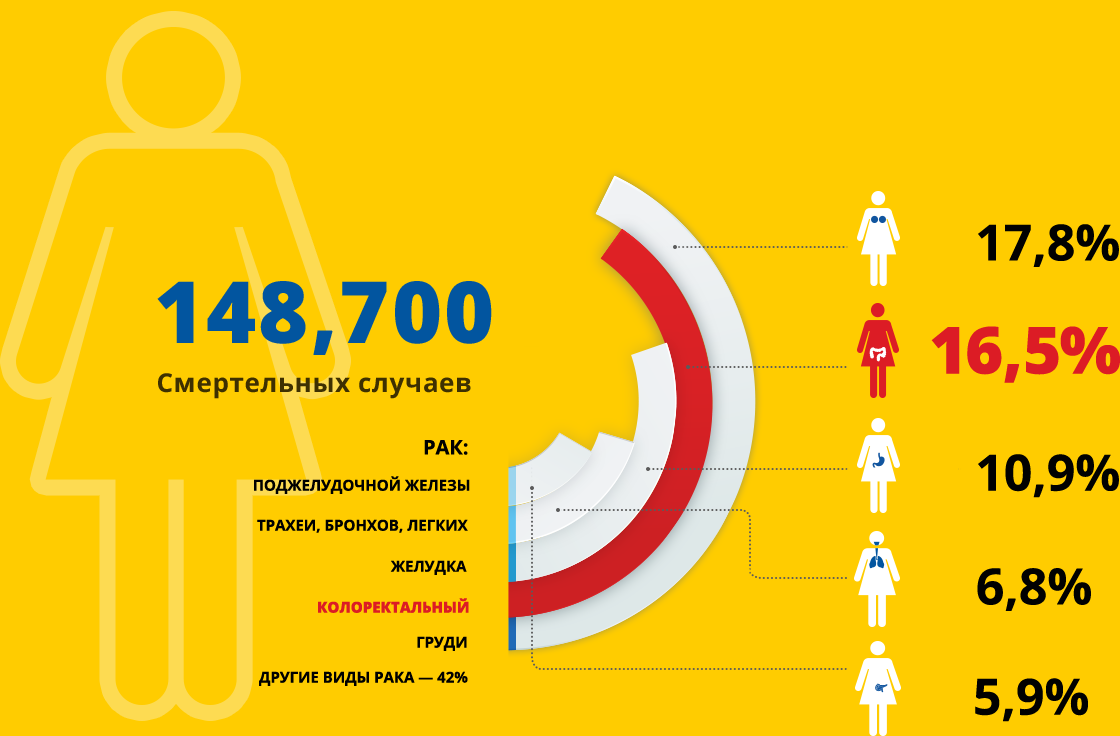 148,700
Смертельных случаев
РАК:
ПОДЖЕЛУДОЧНОЙ ЖЕЛЕЗЫ
ТРАХЕИ, БРОНХОВ, ЛЕГКИХ
ЖЕЛУДКА
КОЛОРЕКТАЛЬНЫЙ
ГРУДИ
ДРУГИЕ ВИДЫ РАКА — 42%
17,8%
16,5%
10,9%
6,8%
5,9%